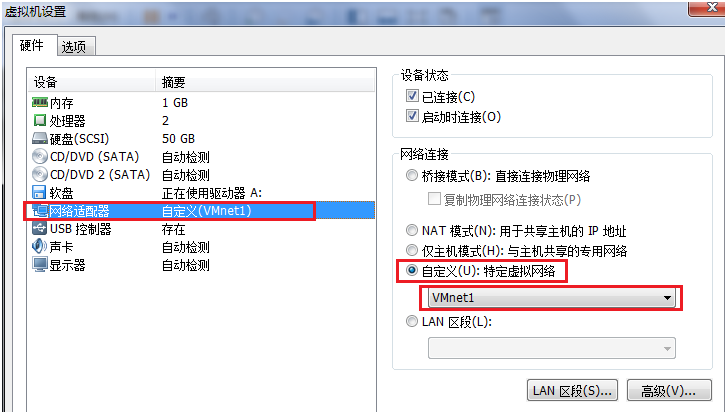 虚拟机设置
硬件 选项
设备 摘要
内存 1 GB
处理器 2
硬盘(SCSI) 50 GB
CD/DVD (SATA) 自动检测
CD/DVD 2 (SATA) 自动检测
软盘 正在使用驱动器 A:
网络适配器 自定义(VMnet1)
USB 控制器 存在
声卡 自动检测
显示器 自动检测
设备状态
已连接(C)
启动时连接(O)
网络连接
桥接模式(B): 直接连接物理网络
复制物理网络连接状态(P)
NAT 模式(N): 用于共享主机的 IP 地址
仅主机模式(H): 与主机共享的专用网络
自定义(U): 特定虚拟网络
VMnet1
LAN 区段(L):
LAN 区段(S)... 高级(V)...